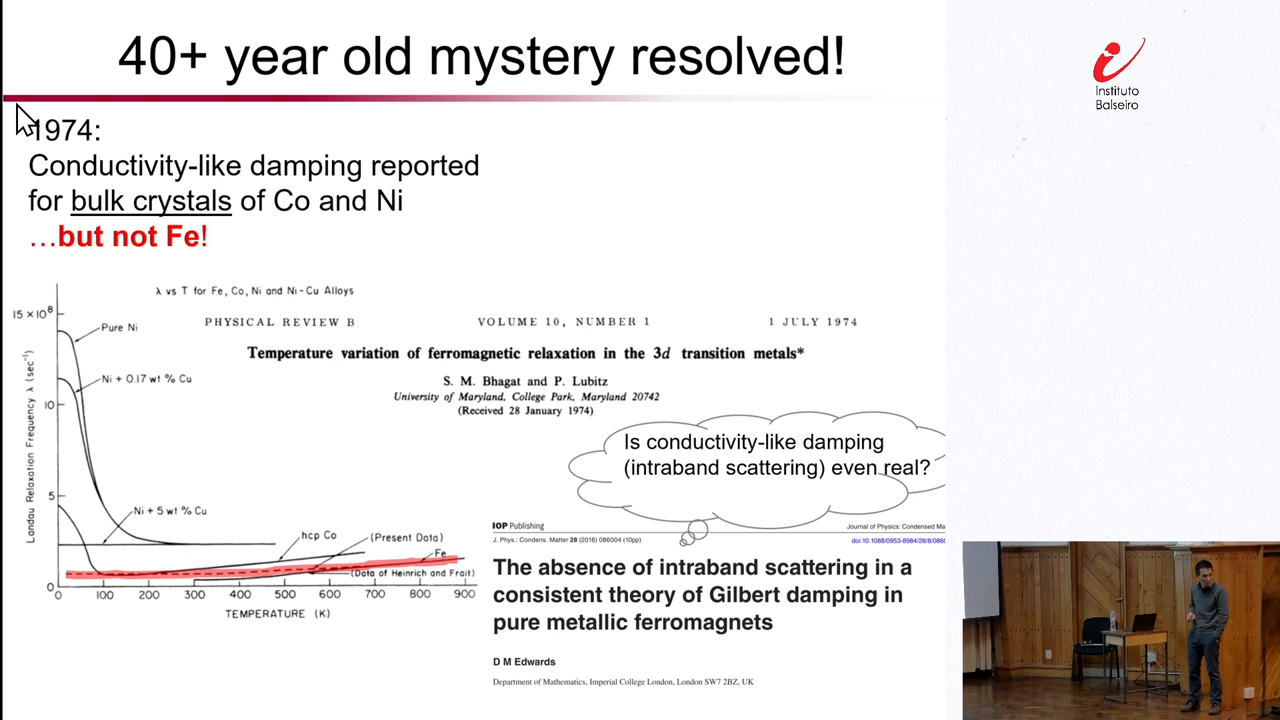 40+ year old mystery resolved!
1974:
Conductivity-like damping reported
for bulk crystals of Co and Ni
…but not Fe!
λ vs T for Fe, Co, Ni and Ni-Cu Alloys
15 × 10⁸
10
5
0
Landau Relaxation Frequency λ (sec⁻¹)
Pure Ni
Ni + 0.17 wt % Cu
Ni + 5 wt % Cu
hcp Co
(Present Data)
Fe
(Data of Heinrich and Frait)
0 100 200 300 400 500 600 700 800 900
TEMPERATURE (K)
PHYSICAL REVIEW B VOLUME 10, NUMBER 1 1 JULY 1974
Temperature variation of ferromagnetic relaxation in the 3d transition metals*
S. M. Bhagat and P. Lubitz
University of Maryland, College Park, Maryland 20742
(Received 28 January 1974)
Is conductivity-like damping
(intraband scattering) even real?
IOP Publishing Journal of Physics: Condensed Ma
J. Phys.: Condens. Matter 28 (2016) 086004 (10pp) doi:10.1088/0953-8984/28/8/0860
The absence of intraband scattering in a
consistent theory of Gilbert damping in
pure metallic ferromagnets
D M Edwards
Department of Mathematics, Imperial College London, London SW7 2BZ, UK
Instituto
Balseiro